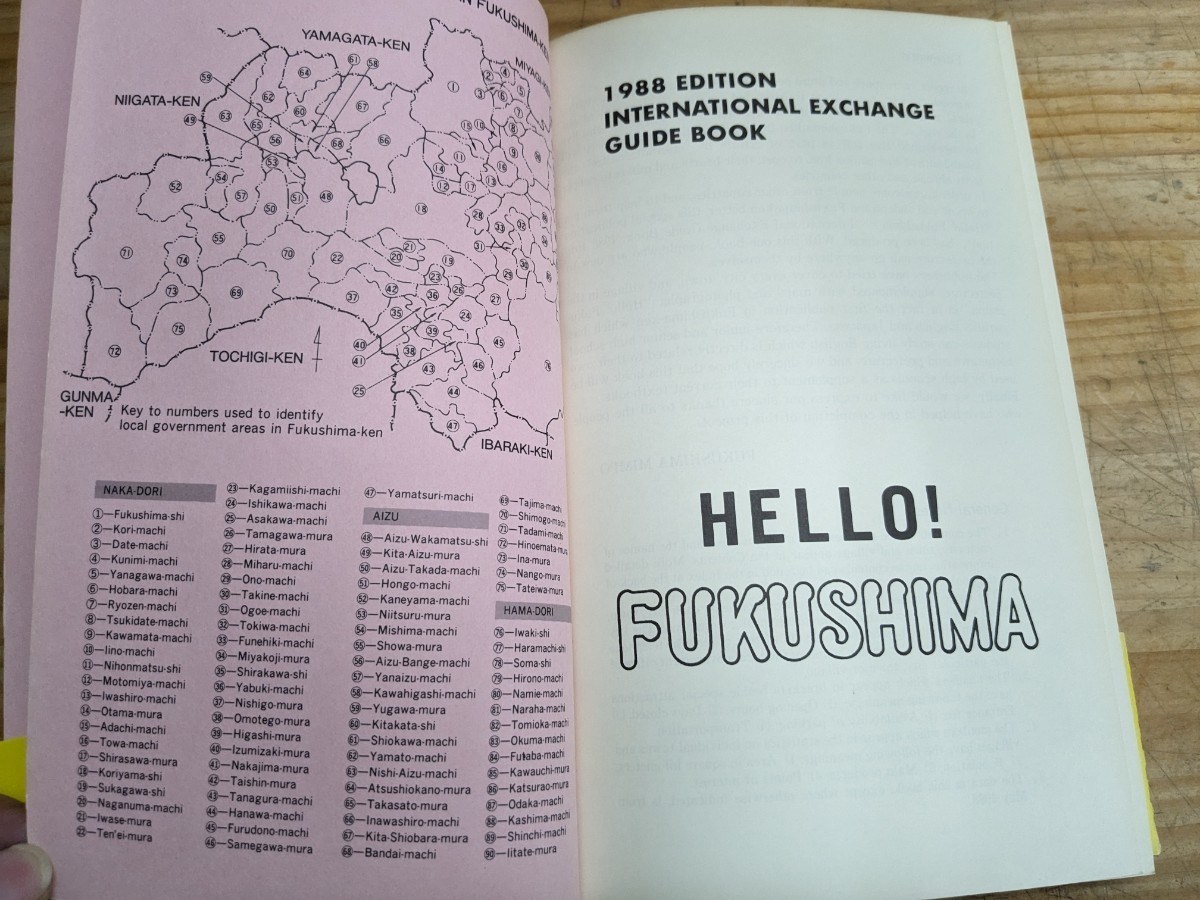 IN FUKUSHIMA-K
YAMAGATA-KEN
MIYAGI-KEN
NIIGATA-KEN
TOCHIGI-KEN
GUNMA
-KEN
IBARAKI-KEN
Key to numbers used to identify
local government areas in Fukushima-ken
NAKA-DORI
①—Fukushima-shi
②—Kori-machi
③—Date-machi
④—Kunimi-machi
⑤—Yanagawa-machi
⑥—Hobara-machi
⑦—Ryozen-machi
⑧—Tsukidate-machi
⑨—Kawamata-machi
⑩—Iino-machi
⑪—Nihonmatsu-shi
⑫—Motomiya-machi
⑬—Iwashiro-machi
⑭—Otama-mura
⑮—Adachi-machi
⑯—Towa-machi
⑰—Shirasawa-mura
⑱—Koriyama-shi
⑲—Sukagawa-shi
⑳—Naganuma-machi
㉑—Iwase-mura
㉒—Ten'ei-mura
㉓—Kagamiishi-machi
㉔—Ishikawa-machi
㉕—Asakawa-machi
㉖—Tamagawa-mura
㉗—Hirata-mura
㉘—Miharu-machi
㉙—Ono-machi
㉚—Takine-machi
㉛—Ogoe-machi
㉜—Tokiwa-machi
㉝—Funehiki-machi
㉞—Miyakoji-mura
㉟—Shirakawa-shi
㊱—Yabuki-machi
㊲—Nishigo-mura
㊳—Omotego-mura
㊴—Higashi-mura
㊵—Izumizaki-mura
㊶—Nakajima-mura
㊷—Taishin-mura
㊸—Tanagura-machi
㊹—Hanawa-machi
㊺—Furudono-machi
㊻—Samegawa-mura
㊼—Yamatsuri-machi
AIZU
㊽—Aizu-Wakamatsu-shi
㊾—Kita-Aizu-mura
㊿—Aizu-Takada-machi
51—Hongo-machi
52—Kaneyama-machi
53—Niitsuru-mura
54—Mishima-machi
55—Showa-mura
56—Aizu-Bange-machi
57—Yanaizu-machi
58—Kawahigashi-machi
59—Yugawa-mura
60—Kitakata-shi
61—Shiokawa-machi
62—Yamato-machi
63—Nishi-Aizu-machi
64—Atsushiokano-mura
65—Takasato-mura
66—Inawashiro-machi
67—Kita-Shiobara-mura
68—Bandai-machi
69—Tajima-machi
70—Shimogo-machi
71—Tadami-machi
72—Hinoemata-mura
73—Ina-mura
74—Nango-mura
75—Tateiwa-mura
HAMA-DORI
76—Iwaki-shi
77—Haramachi-shi
78—Soma-shi
79—Hirono-machi
80—Namie-machi
81—Naraha-machi
82—Tomioka-machi
83—Okuma-machi
84—Futaba-machi
85—Kawauchi-mura
86—Katsurao-mura
87—Odaka-machi
88—Kashima-machi
89—Shinchi-machi
90—Iitate-mura
1988 EDITION
INTERNATIONAL EXCHANGE
GUIDE BOOK
HELLO!
FUKUSHIMA